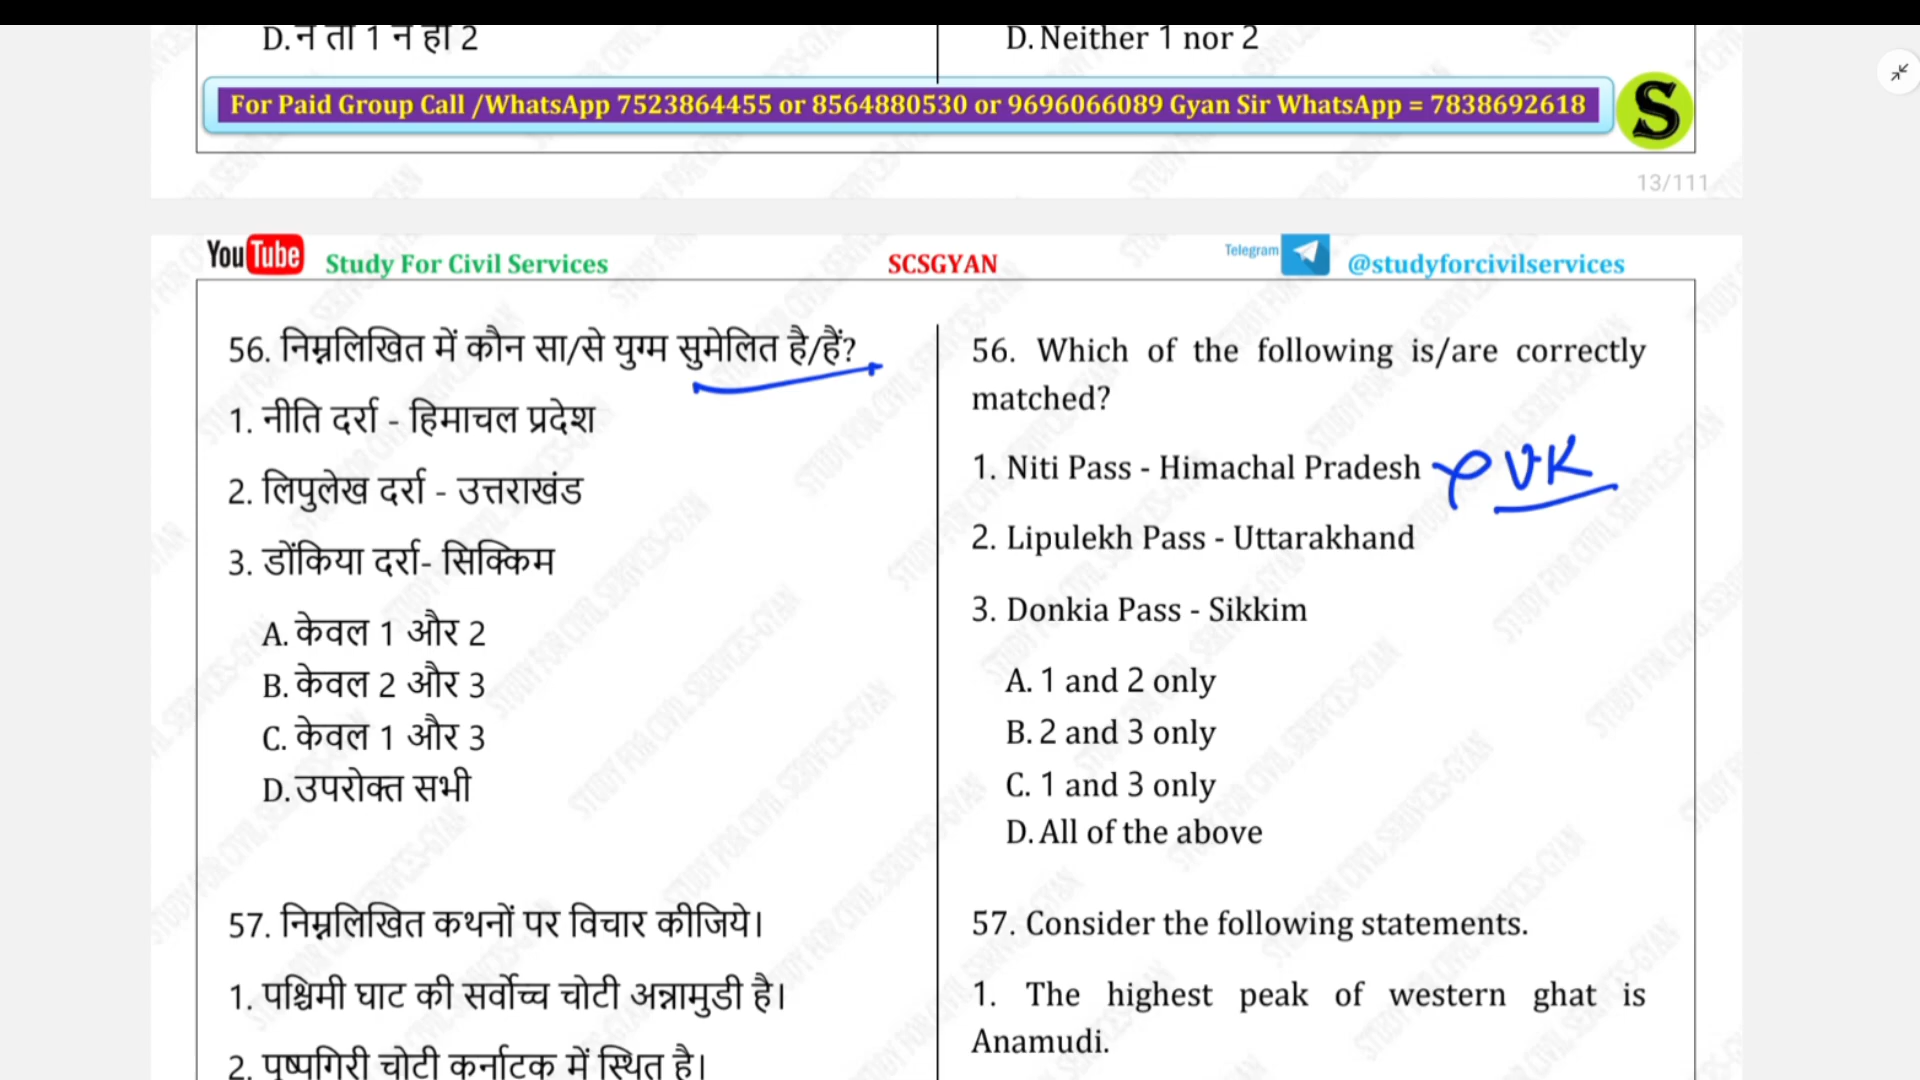 D. न तो 1 न ही 2
D. Neither 1 nor 2
For Paid Group Call /WhatsApp 7523864455 or 8564880530 or 9696066089 Gyan Sir WhatsApp = 7838692618
S
13/111
YouTube
Study For Civil Services
SCSGYAN
Telegram
@studyforcivilservices
56. निम्नलिखित में कौन सा/से युग्म सुमेलित है/हैं?
1. नीति दर्रा - हिमाचल प्रदेश
2. लिपुलेख दर्रा - उत्तराखंड
3. डोंकिया दर्रा- सिक्किम
A. केवल 1 और 2
B. केवल 2 और 3
C. केवल 1 और 3
D. उपरोक्त सभी
57. निम्नलिखित कथनों पर विचार कीजिये।
1. पश्चिमी घाट की सर्वोच्च चोटी अन्नामुडी है।
2. पुष्पगिरी चोटी कर्नाटक में स्थित है।
56. Which of the following is/are correctly
matched?
1. Niti Pass - Himachal Pradesh UK
2. Lipulekh Pass - Uttarakhand
3. Donkia Pass - Sikkim
A. 1 and 2 only
B. 2 and 3 only
C. 1 and 3 only
D. All of the above
57. Consider the following statements.
1. The highest peak of western ghat is
Anamudi.